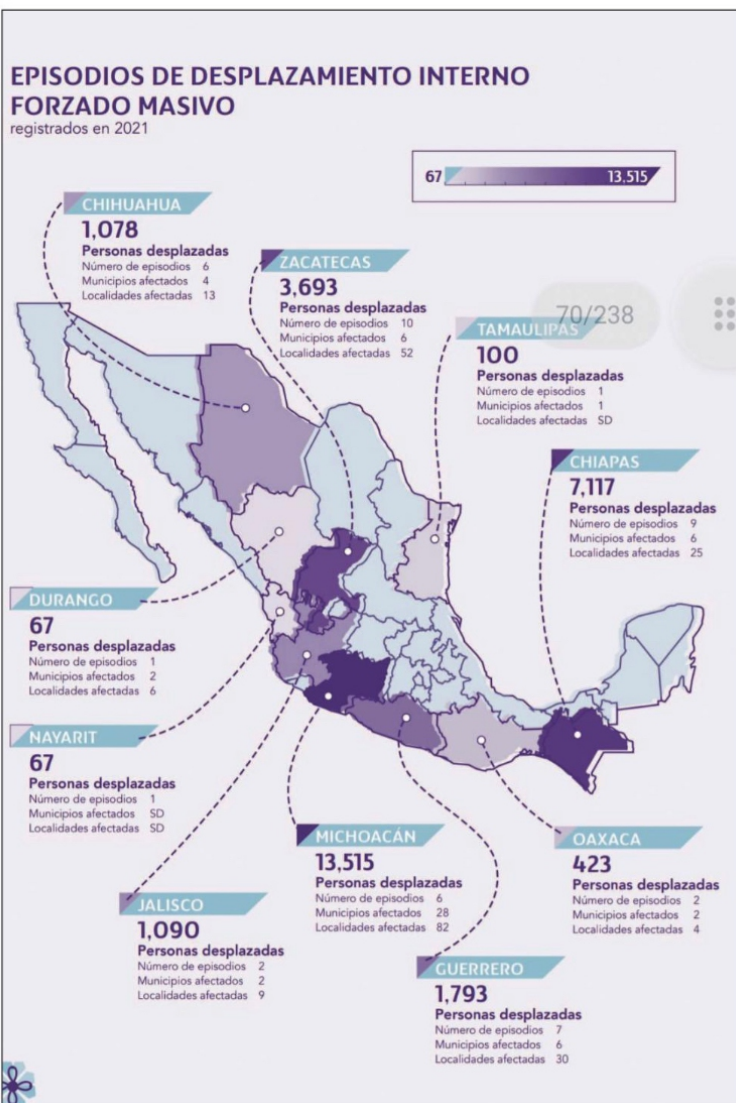 EPISODIOS DE DESPLAZAMIENTO INTERNO
FORZADO MASIVO
registrados en 2021
67
13,515
CHIHUAHUA
1,078
Personas desplazadas
Número de episodios 6
Municipios afectados 4
Localidades afectadas 13
ZACATECAS
3,693
Personas desplazadas
Número de episodios 10
Municipios afectados 6
Localidades afectadas 52
70/238
TAMAULIPAS
100
Personas desplazadas
Número de episodios 1
Municipios afectados 1
Localidades afectadas SD
CHIAPAS
7,117
Personas desplazadas
Número de episodios 9
Municipios afectados 6
Localidades afectadas 25
DURANGO
67
Personas desplazadas
Número de episodios 1
Municipios afectados 2
Localidades afectadas 6
NAYARIT
67
Personas desplazadas
Número de episodios 1
Municipios afectados SD
Localidades afectadas SD
MICHOACÁN
13,515
Personas desplazadas
Número de episodios 6
Municipios afectados 28
Localidades afectadas 82
OAXACA
423
Personas desplazadas
Número de episodios 2
Municipios afectados 2
Localidades afectadas 4
JALISCO
1,090
Personas desplazadas
Número de episodios 2
Municipios afectados 2
Localidades afectadas 9
GUERRERO
1,793
Personas desplazadas
Número de episodios 7
Municipios afectados 6
Localidades afectadas 30